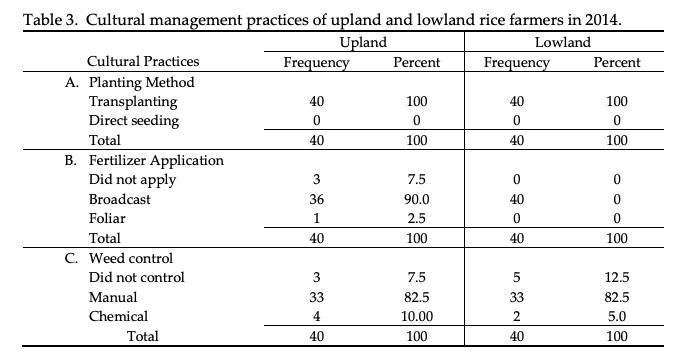 Table 3. Cultural management practices of upland and lowland rice farmers in 2014.
Upland Lowland
Cultural Practices Frequency Percent Frequency Percent
A. Planting Method
Transplanting 40 100 40 100
Direct seeding 0 0 0 0
Total 40 100 40 100
B. Fertilizer Application
Did not apply 3 7.5 0 0
Broadcast 36 90.0 40 0
Foliar 1 2.5 0 0
Total 40 100 40 100
C. Weed control
Did not control 3 7.5 5 12.5
Manual 33 82.5 33 82.5
Chemical 4 10.00 2 5.0
Total 40 100 40 100